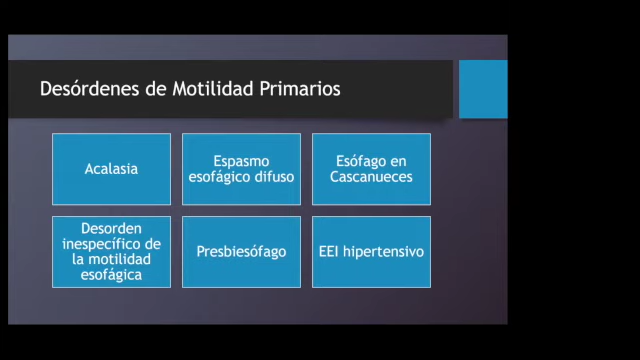 Desórdenes de Motilidad Primarios
Acalasia
Espasmo
esofágico difuso
Esófago en
Cascanueces
Desorden
inespecífico de
la motilidad
esofágica
Presbiesófago
EEI hipertensivo